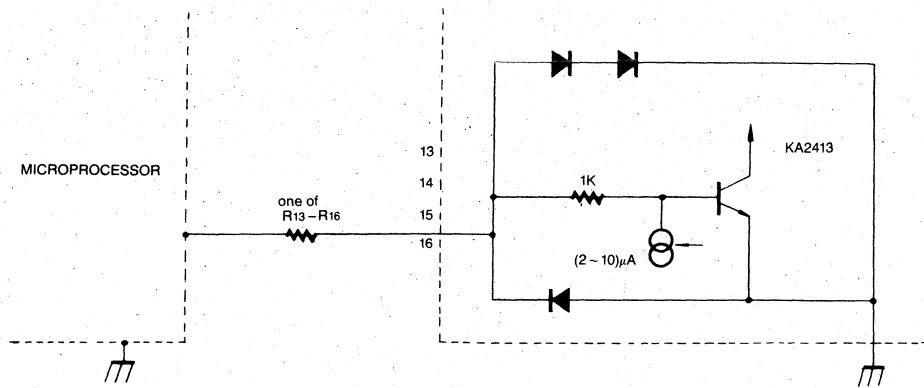 MICROPROCESSOR
one of
R13–R16
13
14
15
16
1K
(2 ~ 10)μA
KA2413